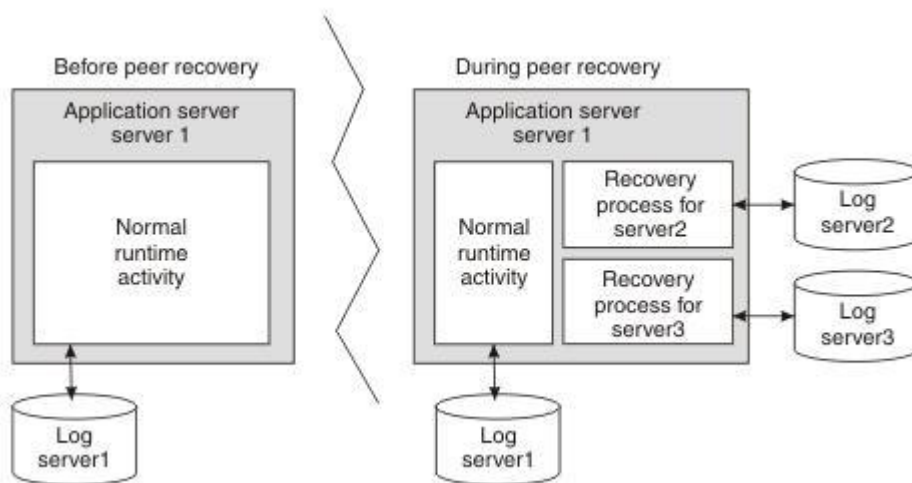 Before peer recovery
Application server
server 1
Normal
runtime
activity
Log
server1
During peer recovery
Application server
server 1
Normal
runtime
activity
Recovery
process for
server2
Recovery
process for
server3
Log
server2
Log
server3
Log
server1